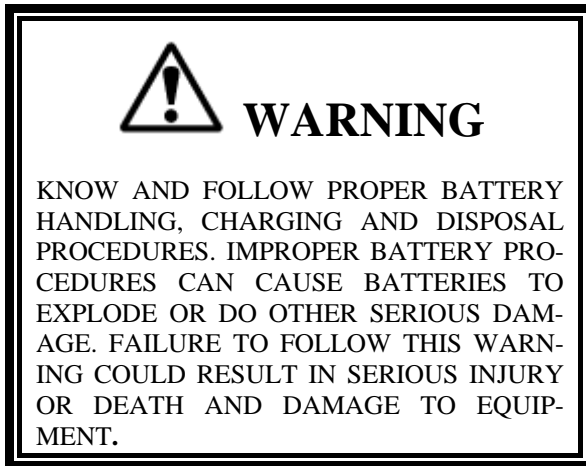 WARNING
KNOW AND FOLLOW PROPER BATTERY
HANDLING, CHARGING AND DISPOSAL
PROCEDURES. IMPROPER BATTERY PRO-
CEDURES CAN CAUSE BATTERIES TO
EXPLODE OR DO OTHER SERIOUS DAM-
AGE. FAILURE TO FOLLOW THIS WARN-
ING COULD RESULT IN SERIOUS INJURY
OR DEATH AND DAMAGE TO EQUIP-
MENT.